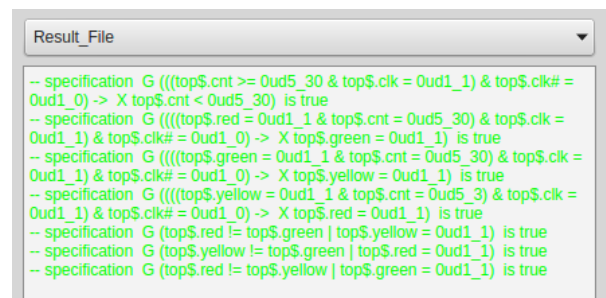 Result_File
-- specification  G (((top$.cnt >= 0ud5_30 & top$.clk = 0ud1_1) & top$.clk# =
0ud1_0) ->  X top$.cnt < 0ud5_30)  is true
-- specification  G ((((top$.red = 0ud1_1 & top$.cnt = 0ud5_30) & top$.clk =
0ud1_1) & top$.clk# = 0ud1_0) ->  X top$.green = 0ud1_1)  is true
-- specification  G ((((top$.green = 0ud1_1 & top$.cnt = 0ud5_30) & top$.clk =
0ud1_1) & top$.clk# = 0ud1_0) ->  X top$.yellow = 0ud1_1)  is true
-- specification  G ((((top$.yellow = 0ud1_1 & top$.cnt = 0ud5_3) & top$.clk =
0ud1_1) & top$.clk# = 0ud1_0) ->  X top$.red = 0ud1_1)  is true
-- specification  G (top$.red != top$.green | top$.yellow = 0ud1_1)  is true
-- specification  G (top$.yellow != top$.green | top$.red = 0ud1_1)  is true
-- specification  G (top$.red != top$.yellow | top$.green = 0ud1_1)  is true